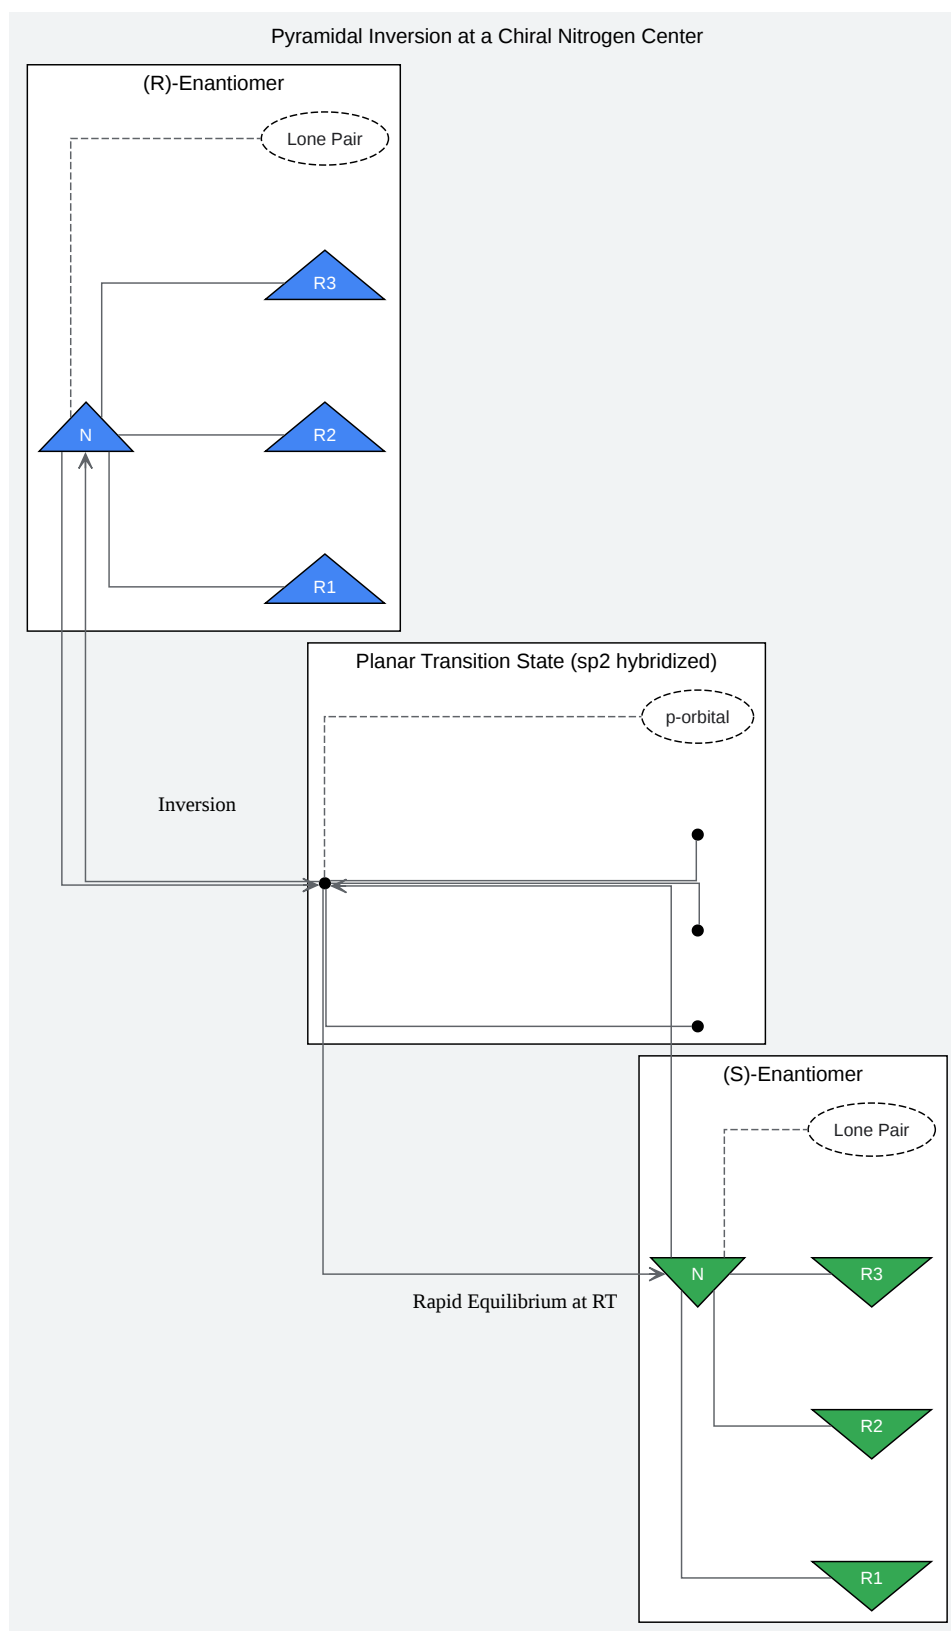 Pyramidal Inversion at a Chiral Nitrogen Center
(R)-Enantiomer
Lone Pair
R3
N
R2
R1
Planar Transition State (sp2 hybridized)
p-orbital
Inversion
(S)-Enantiomer
Lone Pair
N
R3
Rapid Equilibrium at RT
R2
R1